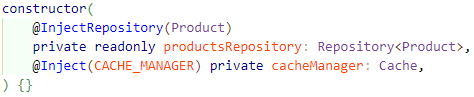 constructor(
    @InjectRepository(Product)
    private readonly productsRepository: Repository<Product>,
    @Inject(CACHE_MANAGER) private cacheManager: Cache,
) {}